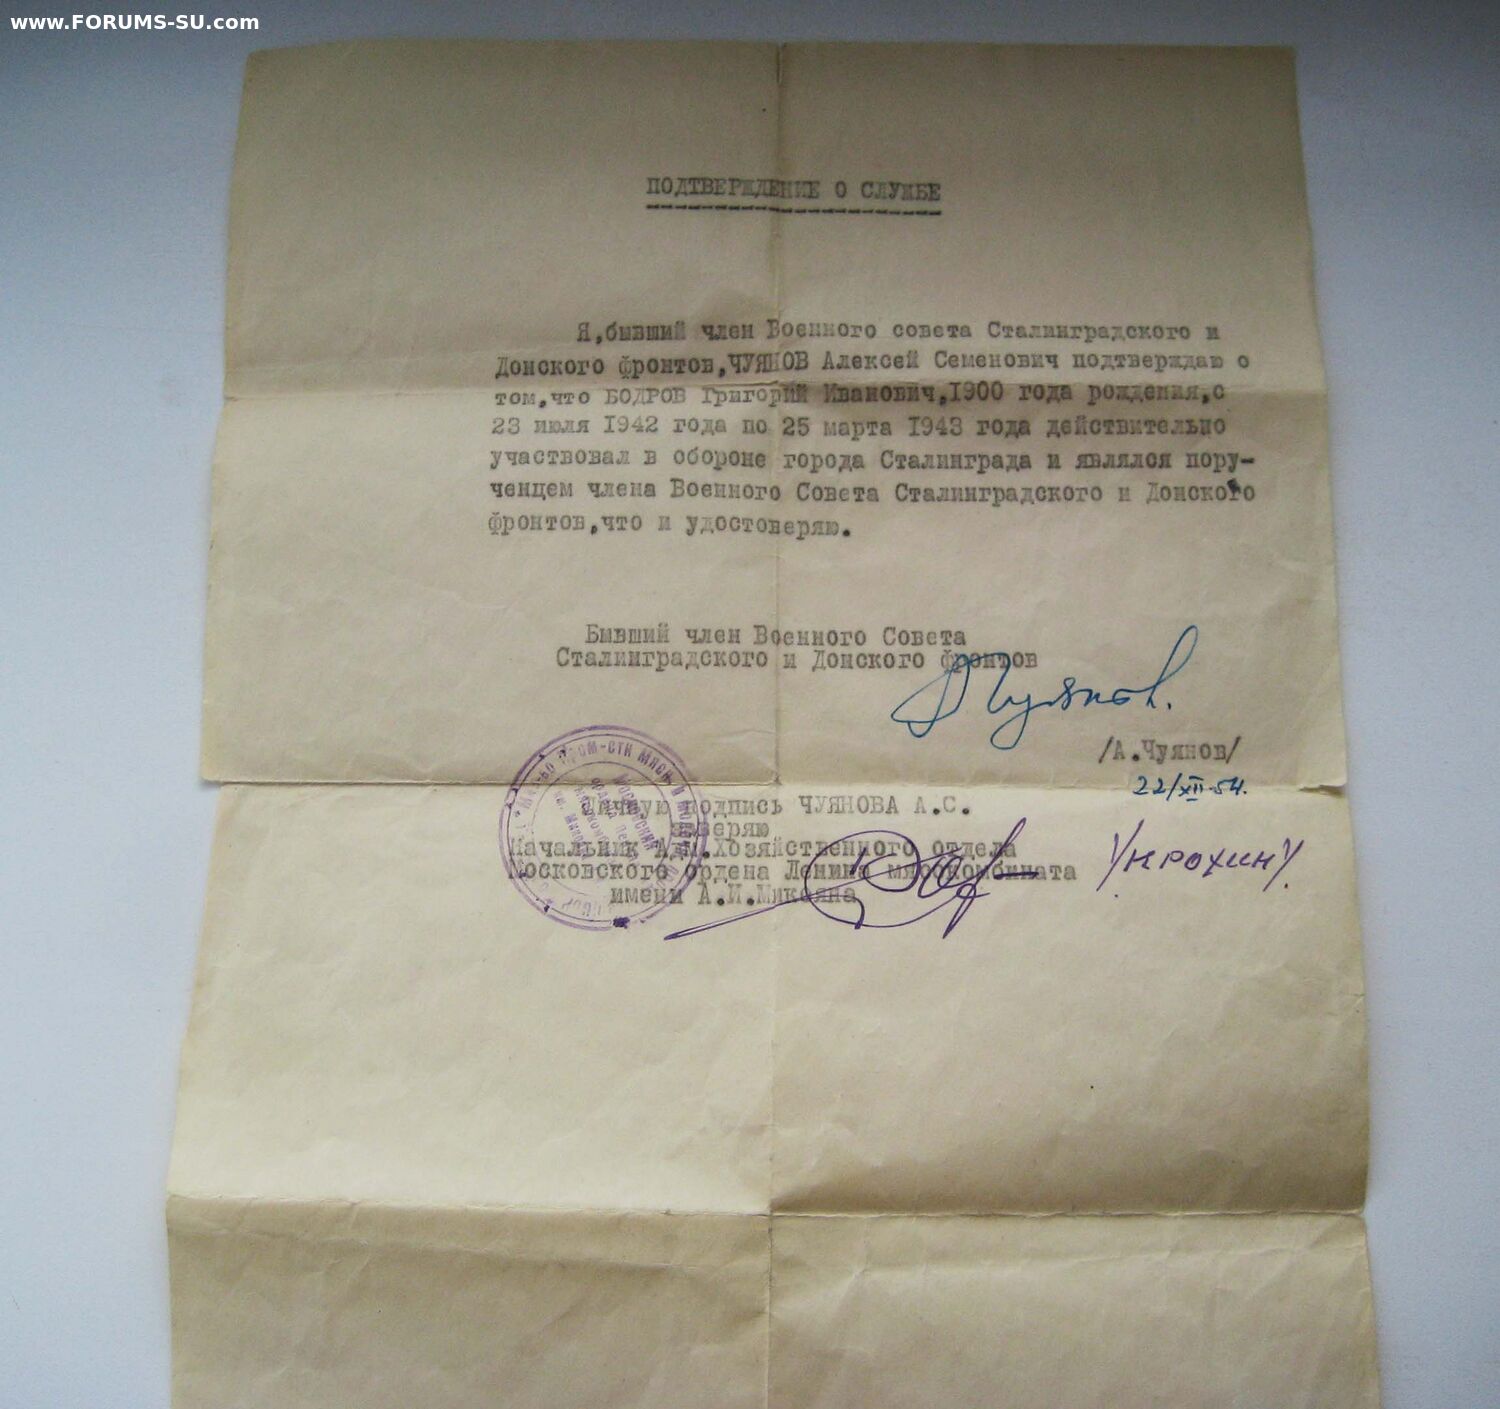 www.FORUMS-SU.com
ПОДТВЕРЖДЕНИЕ О СЛУЖБЕ
Я,бывший член Военного совета Сталинградского и
Донского фронтов,ЧУЯНОВ Алексей Семенович подтверждаю о
том,что БОДРОВ Григорий Иванович,1900 года рождения,с
23 июля 1942 года по 25 марта 1943 года действительно
участвовал в обороне города Сталинграда и являлся пору-
ченцем члена Военного Совета Сталинградского и Донского
фронтов,что и удостоверяю.
Бывший член Военного Совета
Сталинградского и Донского фронтов
А Чуянов.
/А.Чуянов/
22/XII-54.
Личную подпись ЧУЯНОВА А.С.
заверяю
Начальник Адм.Хозяйственного отдела
Московского ордена Ленина мясокомбината
имени А.И.Микояна